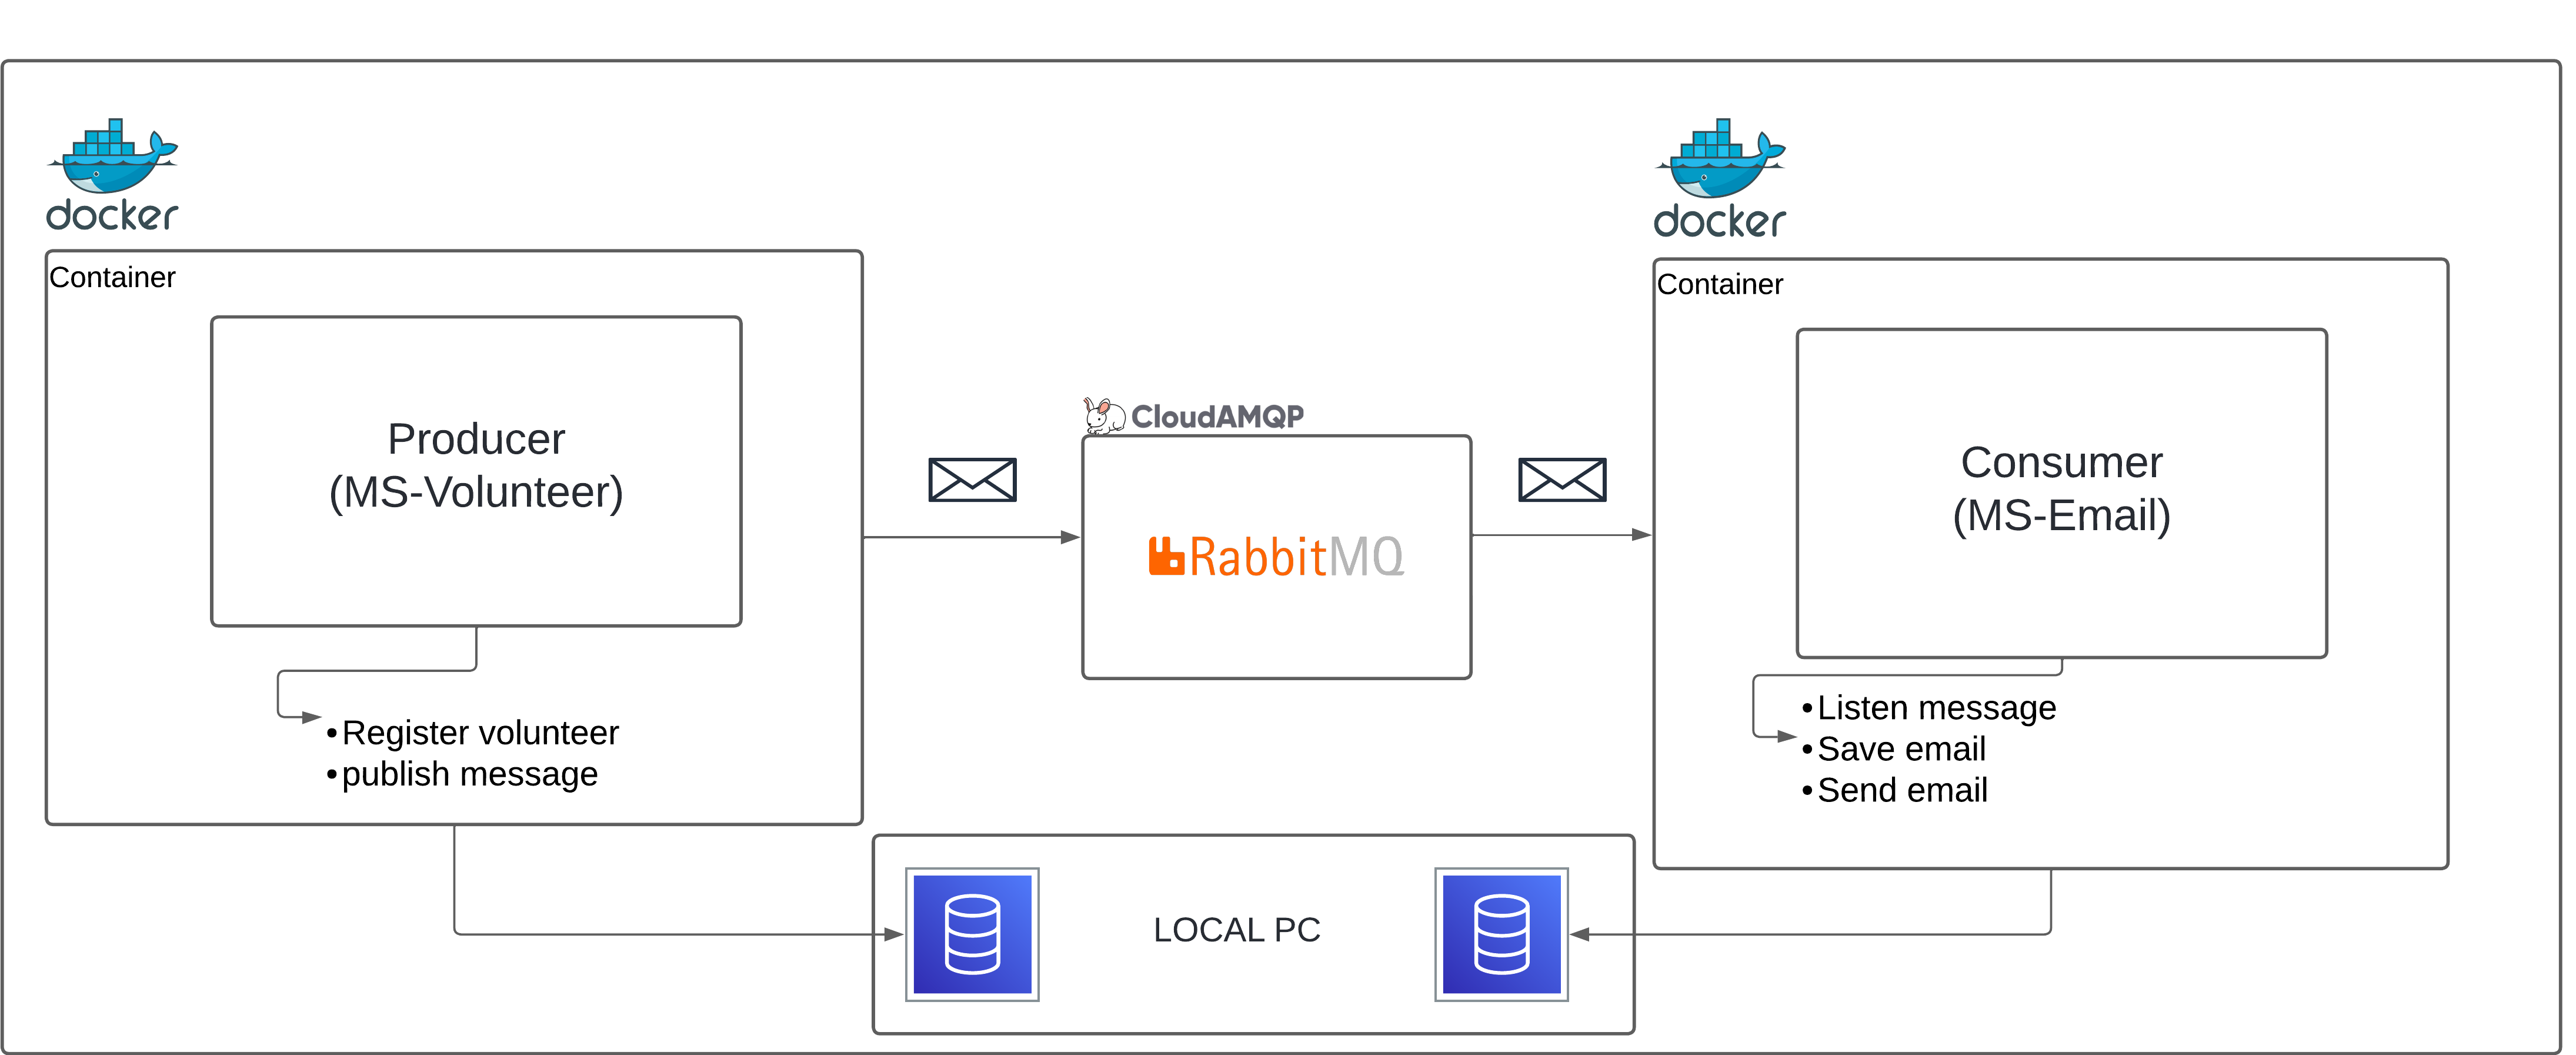 docker
Container
Producer
(MS-Volunteer)
•Register volunteer
•publish message
CloudAMQP
RabbitMQ
docker
Container
Consumer
(MS-Email)
•Listen message
•Save email
•Send email
LOCAL PC